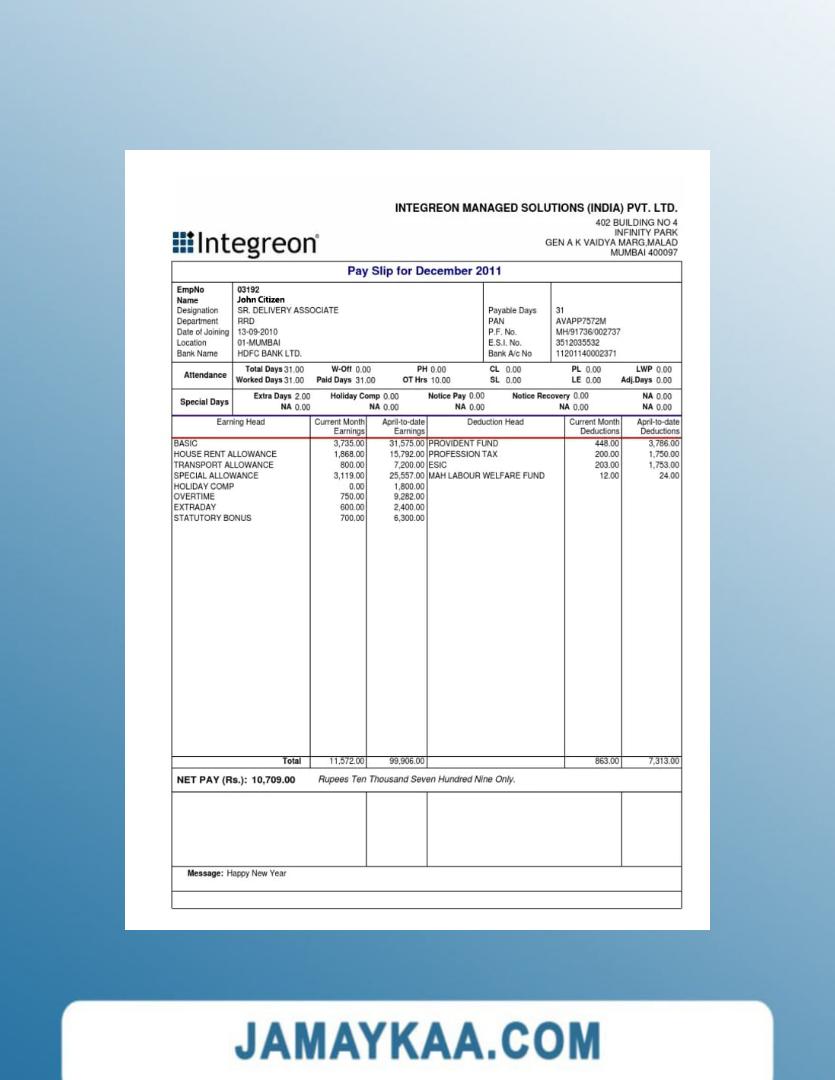 INTEGREON MANAGED SOLUTIONS (INDIA) PVT. LTD.
402 BUILDING NO 4
INFINITY PARK
GEN A K VAIDYA MARG,MALAD
MUMBAI 400097
Integreon®
Pay Slip for December 2011
EmpNo 03192
Name John Citizen
Designation SR. DELIVERY ASSOCIATE Payable Days 31
Department RRD PAN AVAPP7572M
Date of Joining 13-09-2010 P.F. No. MH/91736/002737
Location 01-MUMBAI E.S.I. No. 3512035532
Bank Name HDFC BANK LTD. Bank A/c No 11201140002371
Attendance
Total Days 31.00 W-Off 0.00 PH 0.00 CL 0.00 PL 0.00 LWP 0.00
Worked Days 31.00 Paid Days 31.00 OT Hrs 10.00 SL 0.00 LE 0.00 Adj.Days 0.00
Special Days
Extra Days 2.00 Holiday Comp 0.00 Notice Pay 0.00 Notice Recovery 0.00 NA 0.00
NA 0.00 NA 0.00 NA 0.00 NA 0.00 NA 0.00
Earning Head Current Month April-to-date Deduction Head Current Month April-to-date
Earnings Earnings Deductions Deductions
BASIC 3,735.00 31,575.00 PROVIDENT FUND 448.00 3,786.00
HOUSE RENT ALLOWANCE 1,868.00 15,792.00 PROFESSION TAX 200.00 1,750.00
TRANSPORT ALLOWANCE 800.00 7,200.00 ESIC 203.00 1,753.00
SPECIAL ALLOWANCE 3,119.00 25,557.00 MAH LABOUR WELFARE FUND 12.00 24.00
HOLIDAY COMP 0.00 1,800.00
OVERTIME 750.00 9,282.00
EXTRADAY 600.00 2,400.00
STATUTORY BONUS 700.00 6,300.00
Total 11,572.00 99,906.00 863.00 7,313.00
NET PAY (Rs.): 10,709.00 Rupees Ten Thousand Seven Hundred Nine Only.
Message: Happy New Year
JAMAYKAA.COM